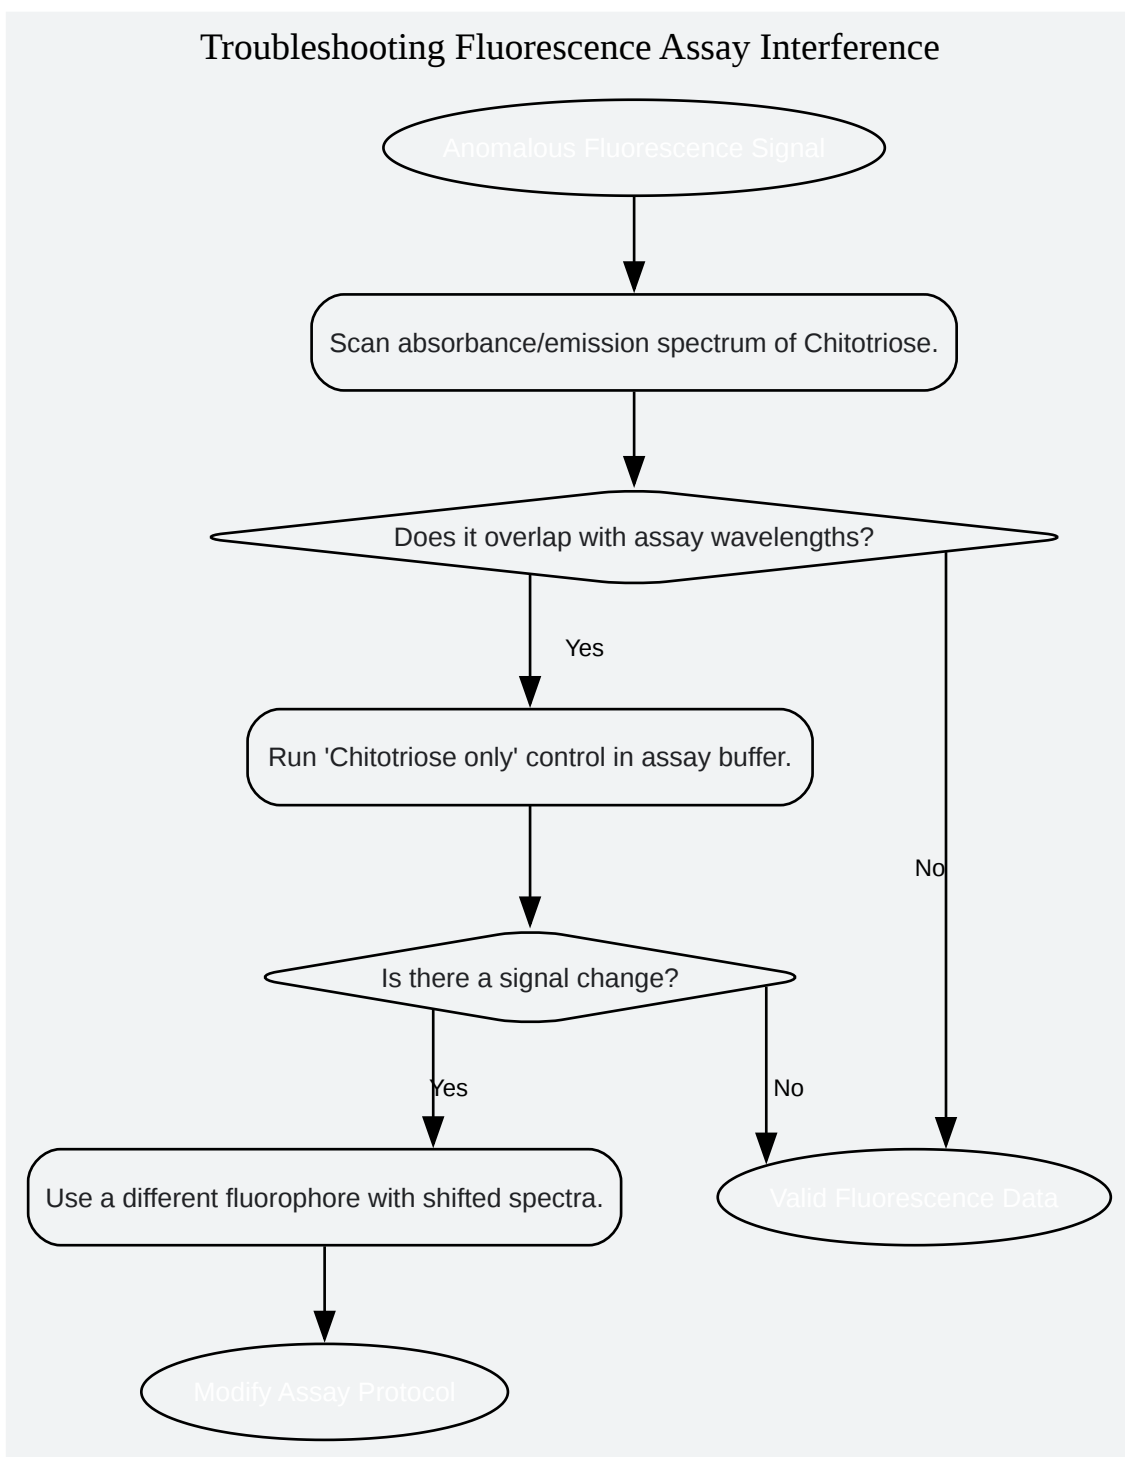 Troubleshooting Fluorescence Assay Interference
Anomalous Fluorescence Signal
Scan absorbance/emission spectrum of Chitotriose.
Does it overlap with assay wavelengths?
Yes
Run 'Chitotriose only' control in assay buffer.
No
Is there a signal change?
Yes
No
Use a different fluorophore with shifted spectra.
Valid Fluorescence Data
Modify Assay Protocol